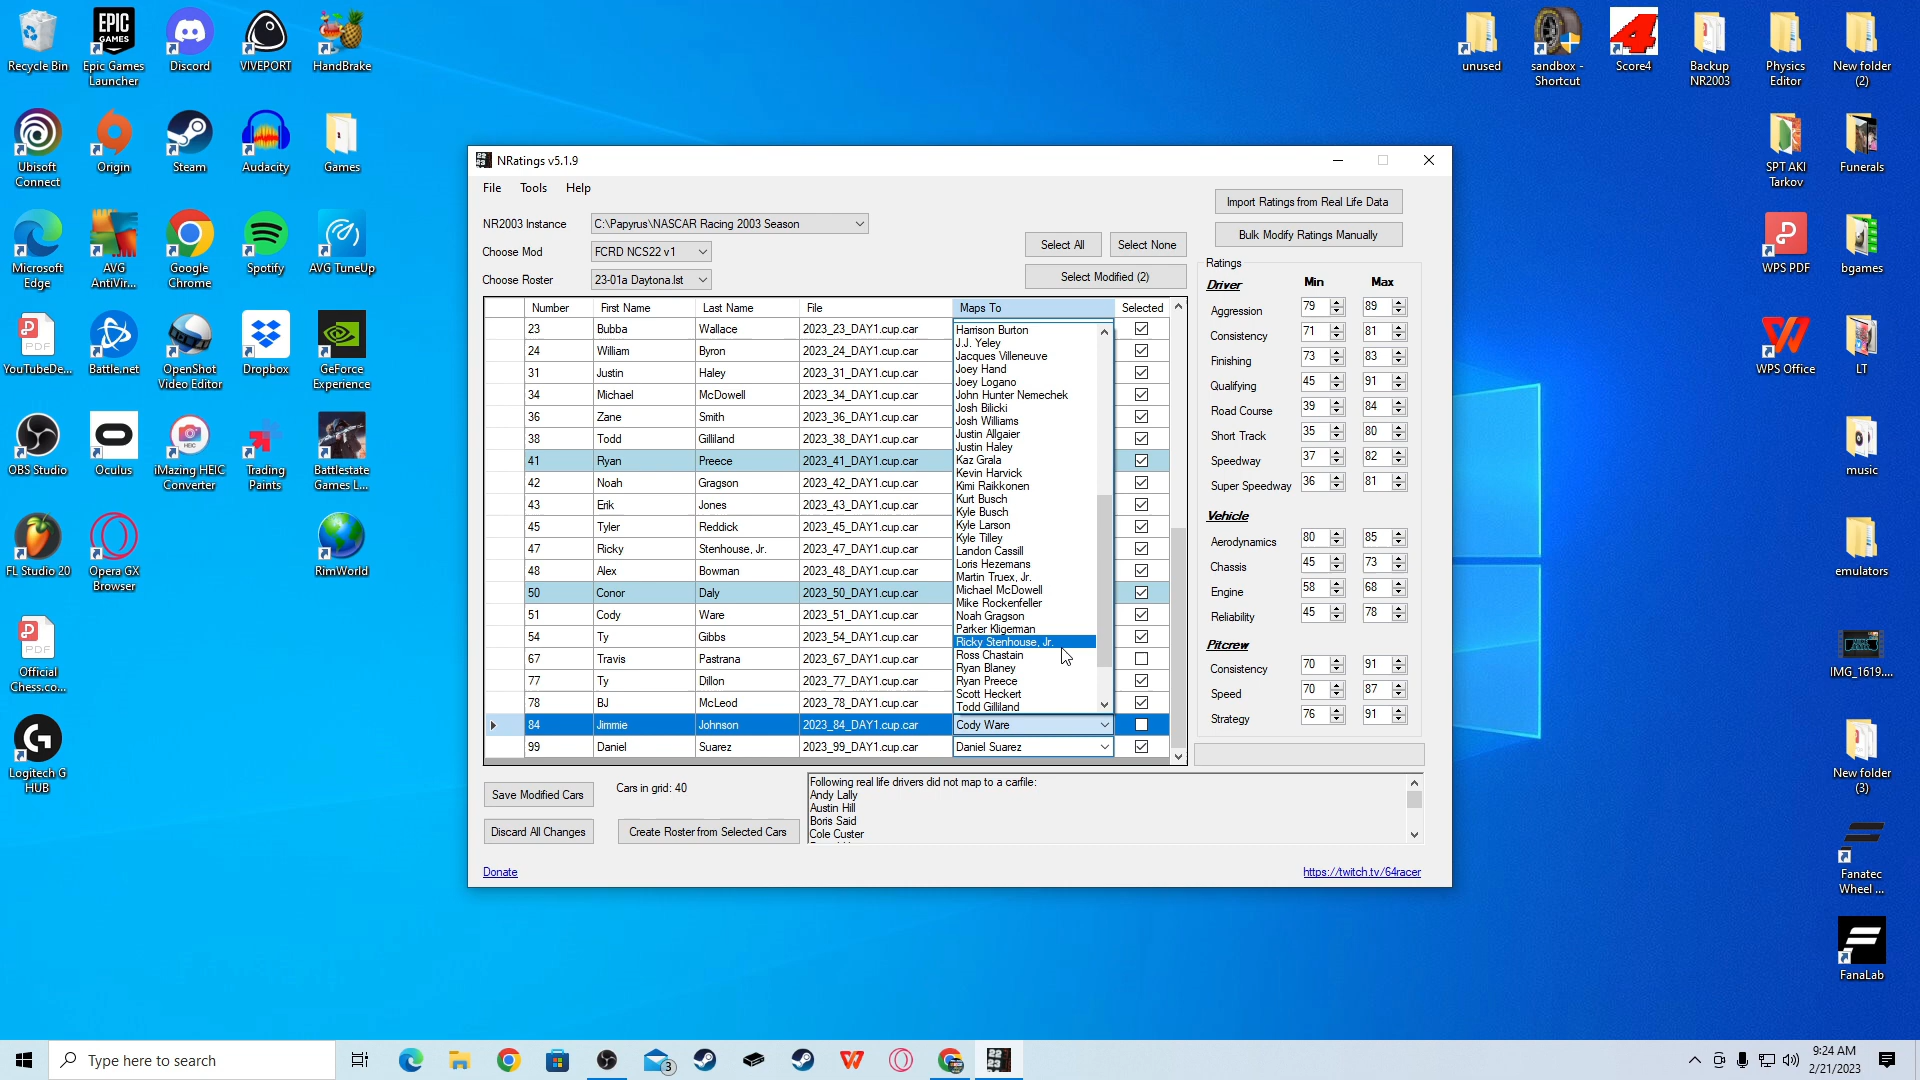 Recycle Bin
Epic Games Launcher
Discord
VIVEPORT
HandBrake
Ubisoft Connect
Origin
Steam
Audacity
Games
Microsoft Edge
AVG AntiVir...
Google Chrome
Spotify
AVG TuneUp
YouTubeDe...
Battle.net
OpenShot Video Editor
Dropbox
GeForce Experience
OBS Studio
Oculus
iMazing HEIC Converter
Trading Paints
Battlestate Games L...
FL Studio 20
Opera GX Browser
RimWorld
Official Chess.co...
Logitech G HUB
unused
sandbox - Shortcut
Score4
Backup NR2003
Physics Editor
New folder (2)
SPT AKI Tarkov
Funerals
WPS PDF
bgames
WPS Office
LT
music
emulators
IMG_1619....
New folder (3)
Fanatec Wheel ...
FanaLab
NRatings v5.1.9
File Tools Help
NR2003 Instance C:\Papyrus\NASCAR Racing 2003 Season
Choose Mod FCRD NCS22 v1
Choose Roster 23-01a Daytona.lst
Select All Select None
Select Modified (2)
Import Ratings from Real Life Data
Bulk Modify Ratings Manually
Number First Name Last Name File Maps To Selected
23 Bubba Wallace 2023_23_DAY1.cup.car
24 William Byron 2023_24_DAY1.cup.car
31 Justin Haley 2023_31_DAY1.cup.car
34 Michael McDowell 2023_34_DAY1.cup.car
36 Zane Smith 2023_36_DAY1.cup.car
38 Todd Gilliland 2023_38_DAY1.cup.car
41 Ryan Preece 2023_41_DAY1.cup.car
42 Noah Gragson 2023_42_DAY1.cup.car
43 Erik Jones 2023_43_DAY1.cup.car
45 Tyler Reddick 2023_45_DAY1.cup.car
47 Ricky Stenhouse, Jr. 2023_47_DAY1.cup.car
48 Alex Bowman 2023_48_DAY1.cup.car
50 Conor Daly 2023_50_DAY1.cup.car
51 Cody Ware 2023_51_DAY1.cup.car
54 Ty Gibbs 2023_54_DAY1.cup.car
67 Travis Pastrana 2023_67_DAY1.cup.car
77 Ty Dillon 2023_77_DAY1.cup.car
78 BJ McLeod 2023_78_DAY1.cup.car
84 Jimmie Johnson 2023_84_DAY1.cup.car Cody Ware
99 Daniel Suarez 2023_99_DAY1.cup.car Daniel Suarez
Harrison Burton
J.J. Yeley
Jacques Villeneuve
Joey Hand
Joey Logano
John Hunter Nemechek
Josh Bilicki
Josh Williams
Justin Allgaier
Justin Haley
Kaz Grala
Kevin Harvick
Kimi Raikkonen
Kurt Busch
Kyle Busch
Kyle Larson
Kyle Tilley
Landon Cassill
Loris Hezemans
Martin Truex, Jr.
Michael McDowell
Mike Rockenfeller
Noah Gragson
Parker Kligerman
Ricky Stenhouse, Jr.
Ross Chastain
Ryan Blaney
Ryan Preece
Scott Heckert
Todd Gilliland
Ratings
Driver Min Max
Aggression 79 89
Consistency 71 81
Finishing 73 83
Qualifying 45 91
Road Course 39 84
Short Track 35 80
Speedway 37 82
Super Speedway 36 81
Vehicle
Aerodynamics 80 85
Chassis 45 73
Engine 58 68
Reliability 45 78
Pitcrew
Consistency 70 91
Speed 70 87
Strategy 76 91
Save Modified Cars
Cars in grid: 40
Discard All Changes
Create Roster from Selected Cars
Following real life drivers did not map to a carfile:
Andy Lally
Austin Hill
Boris Said
Cole Custer
Donate
https://twitch.tv/64racer
Type here to search
3
9:24 AM
2/21/2023